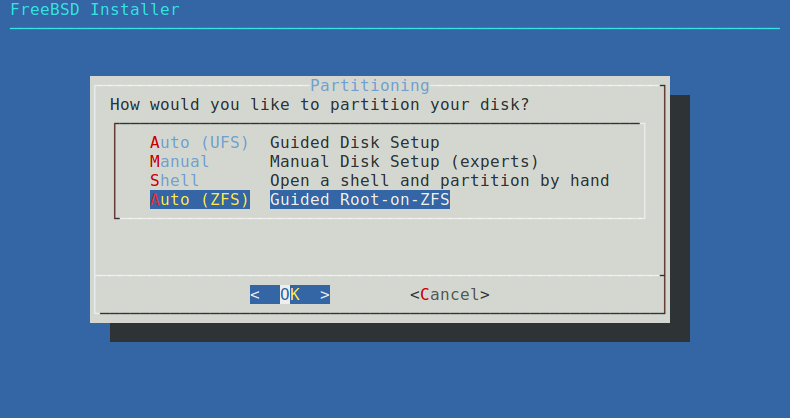 FreeBSD Installer
Partitioning
How would you like to partition your disk?
Auto (UFS) Guided Disk Setup
Manual Manual Disk Setup (experts)
Shell Open a shell and partition by hand
Auto (ZFS) Guided Root-on-ZFS
< OK > <Cancel>